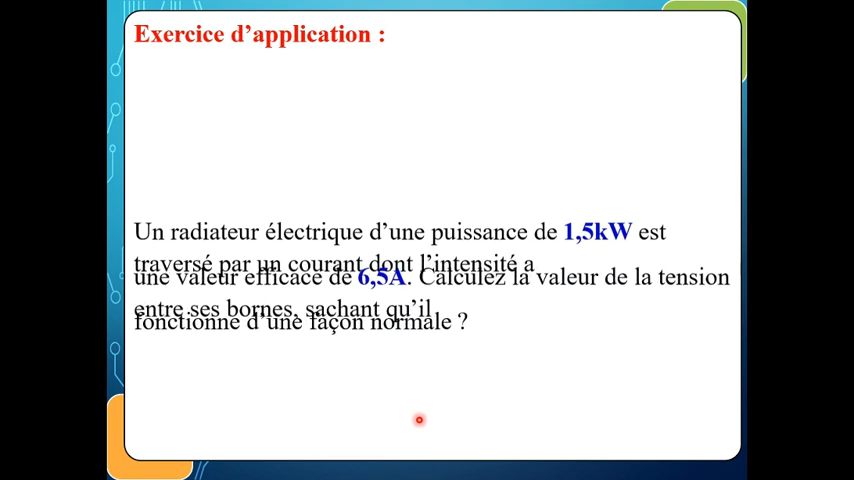 Exercice d’application :
Un radiateur électrique d’une puissance de 1,5kW est
traversé par un courant dont l’intensité a
une valeur efficace de 6,5A. Calculez la valeur de la tension
entre ses bornes, sachant qu’il
fonctionne d’une façon normale ?